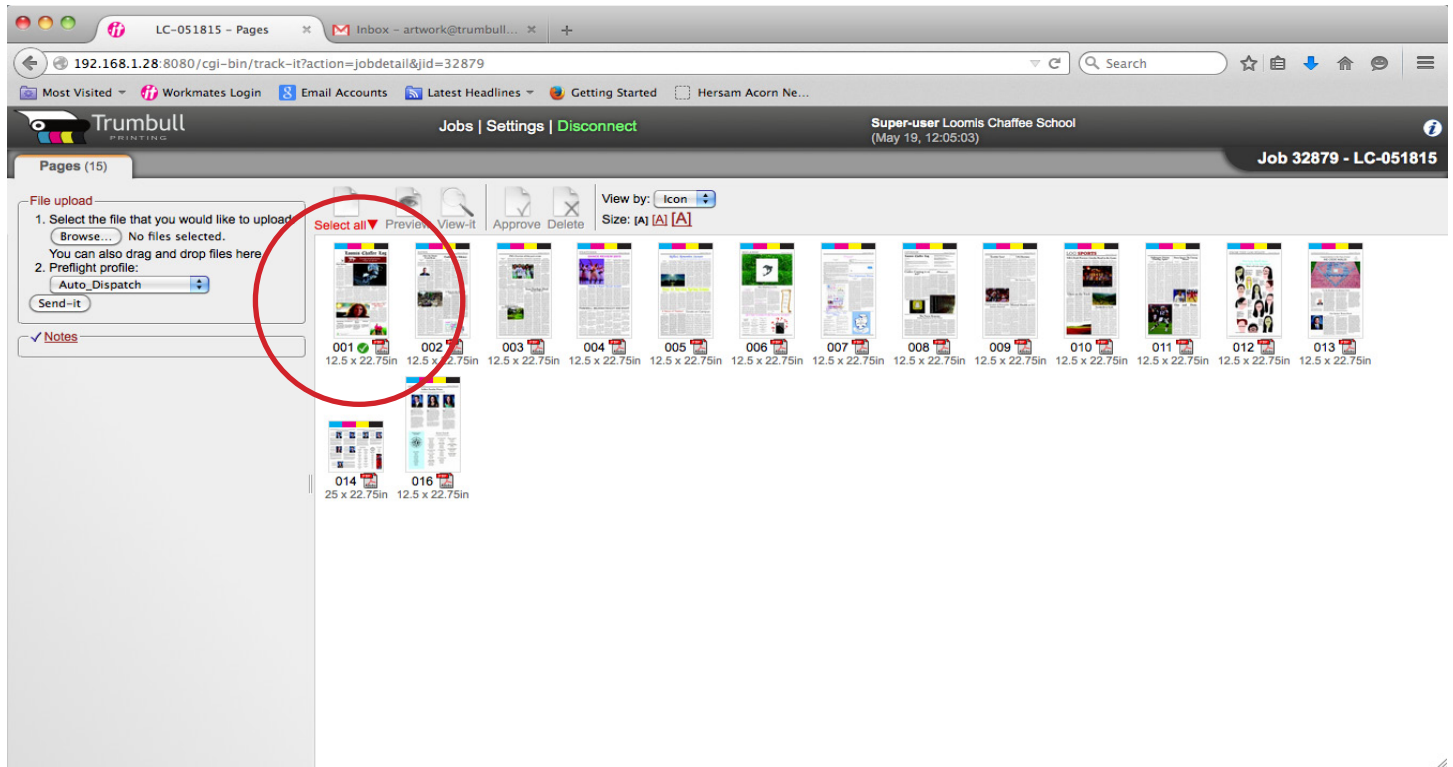 LC-051815 – Pages
Inbox – artwork@trumbull...
192.168.1.28:8080/cgi-bin/track-it?action=jobdetail&jid=32879
Search
Most Visited
Workmates Login
Email Accounts
Latest Headlines
Getting Started
Hersam Acorn Ne...
Trumbull
PRINTING
Jobs | Settings | Disconnect
Super-user Loomis Chaffee School
(May 19, 12:05:03)
Pages (15)
Job 32879 - LC-051815
File upload
1. Select the file that you would like to upload
Browse... No files selected.
You can also drag and drop files here
2. Preflight profile:
Auto_Dispatch
Send-it
Notes
Select all▼ Preview View-it Approve Delete
View by: Icon
Size: [A] [A] [A]
001 002 003 004 005 006 007 008 009 010 011 012 013
12.5 x 22.75in 12.5 x 22.75in 12.5 x 22.75in 12.5 x 22.75in 12.5 x 22.75in 12.5 x 22.75in 12.5 x 22.75in 12.5 x 22.75in 12.5 x 22.75in 12.5 x 22.75in 12.5 x 22.75in 12.5 x 22.75in 12.5 x 22.75in
014 016
25 x 22.75in 12.5 x 22.75in